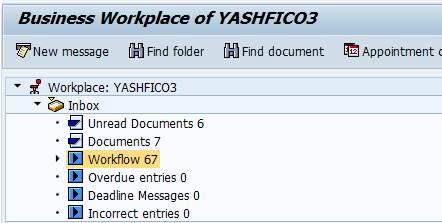 Business Workplace of YASHFICO3
New message Find folder Find document Appointment
Workplace: YASHFICO3
Inbox
Unread Documents 6
Documents 7
Workflow 67
Overdue entries 0
Deadline Messages 0
Incorrect entries 0